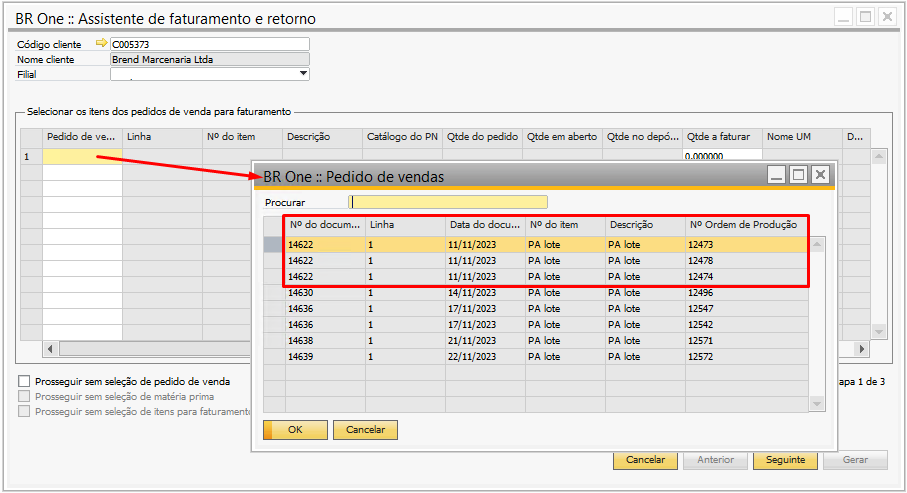 BR One :: Assistente de faturamento e retorno
Código cliente C005373
Nome cliente Brend Marcenaria Ltda
Filial
Selecionar os itens dos pedidos de venda para faturamento
Pedido de ve... Linha Nº do item Descrição Catálogo do PN Qtde do pedido Qtde em aberto Qtde no depó... Qtde a faturar Nome UM D...
1 0.000000
BR One :: Pedido de vendas
Procurar
Nº do docum... Linha Data do docu... Nº do item Descrição Nº Ordem de Produção
14622 1 11/11/2023 PA lote PA lote 12473
14622 1 11/11/2023 PA lote PA lote 12478
14622 1 11/11/2023 PA lote PA lote 12474
14630 1 14/11/2023 PA lote PA lote 12496
14636 1 17/11/2023 PA lote PA lote 12547
14636 1 17/11/2023 PA lote PA lote 12542
14638 1 21/11/2023 PA lote PA lote 12571
14639 1 22/11/2023 PA lote PA lote 12572
OK Cancelar
Prosseguir sem seleção de pedido de venda
Prosseguir sem seleção de matéria prima
Prosseguir sem seleção de itens para faturamento
apa 1 de 3
Cancelar Anterior Seguinte Gerar